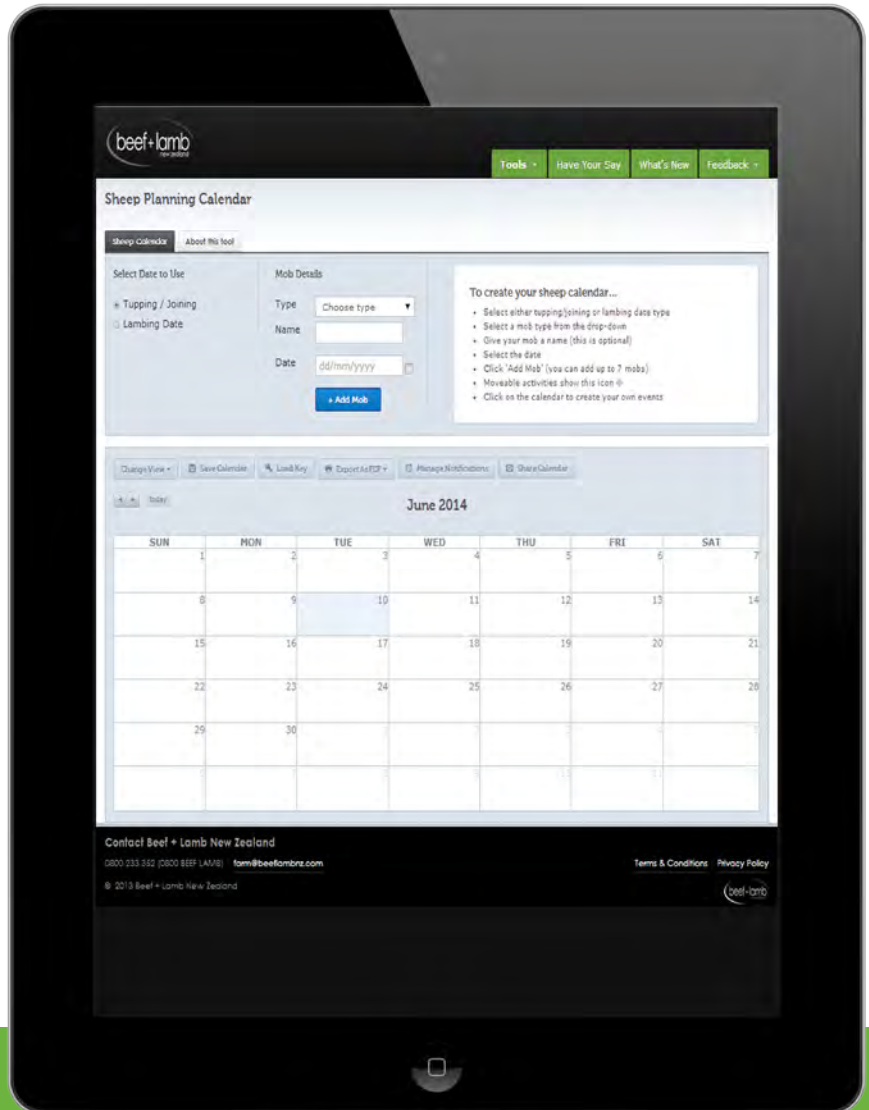 beef+lamb
new zealand
Tools Have Your Say What's New Feedback
Sheep Planning Calendar
Sheep Calendar About this tool
Select Date to Use
Tupping / Joining
Lambing Date
Mob Details
Type Choose type
Name
Date dd/mm/yyyy
+ Add Mob
To create your sheep calendar...
• Select either tupping/joining or lambing date type
• Select a mob type from the drop-down
• Give your mob a name (this is optional)
• Select the date
• Click 'Add Mob' (you can add up to 7 mobs)
• Moveable activities show this icon
• Click on the calendar to create your own events
Change View Save Calendar Load Key Export As PDF Manage Notifications Share Calendar
Today
June 2014
SUN MON TUE WED THU FRI SAT
1 2 3 4 5 6 7
8 9 10 11 12 13 14
15 16 17 18 19 20 21
22 23 24 25 26 27 28
29 30
Contact Beef + Lamb New Zealand
0800 233 352 (0800 BEEF LAMB) farm@beeflambnz.com
Terms & Conditions Privacy Policy
© 2013 Beef + Lamb New Zealand
beef+lamb